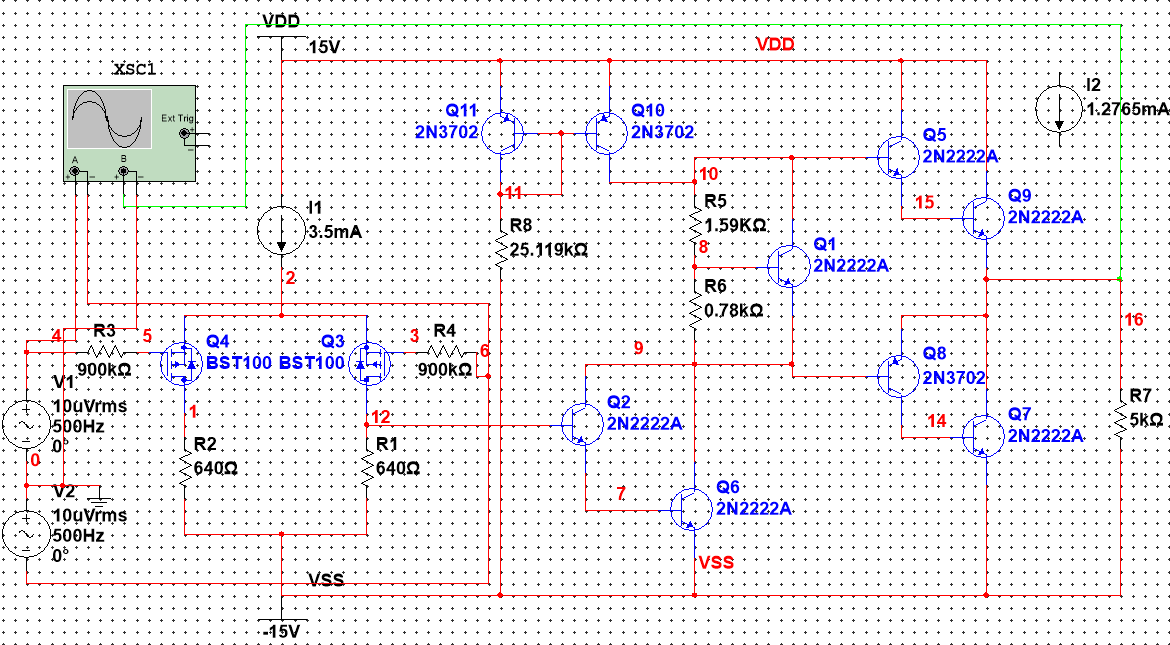 VDD
15V
VDD
XSC1
Ext Trig
+
−
A
B
+
−
+
−
I1
3.5mA
2
Q11
2N3702
Q10
2N3702
11
R8
25.119kΩ
10
R5
1.59KΩ
8
R6
0.78kΩ
9
Q1
2N2222A
Q5
2N2222A
15
Q9
2N2222A
I2
1.2765mA
16
R7
5kΩ
4
R3
5
900kΩ
Q4
BST100
Q3
BST100
3
R4
6
900kΩ
V1
10uVrms
500Hz
0°
0
V2
10uVrms
500Hz
0°
1
R2
640Ω
12
R1
640Ω
Q2
2N2222A
7
Q6
2N2222A
VSS
Q8
2N3702
14
Q7
2N2222A
VSS
-15V